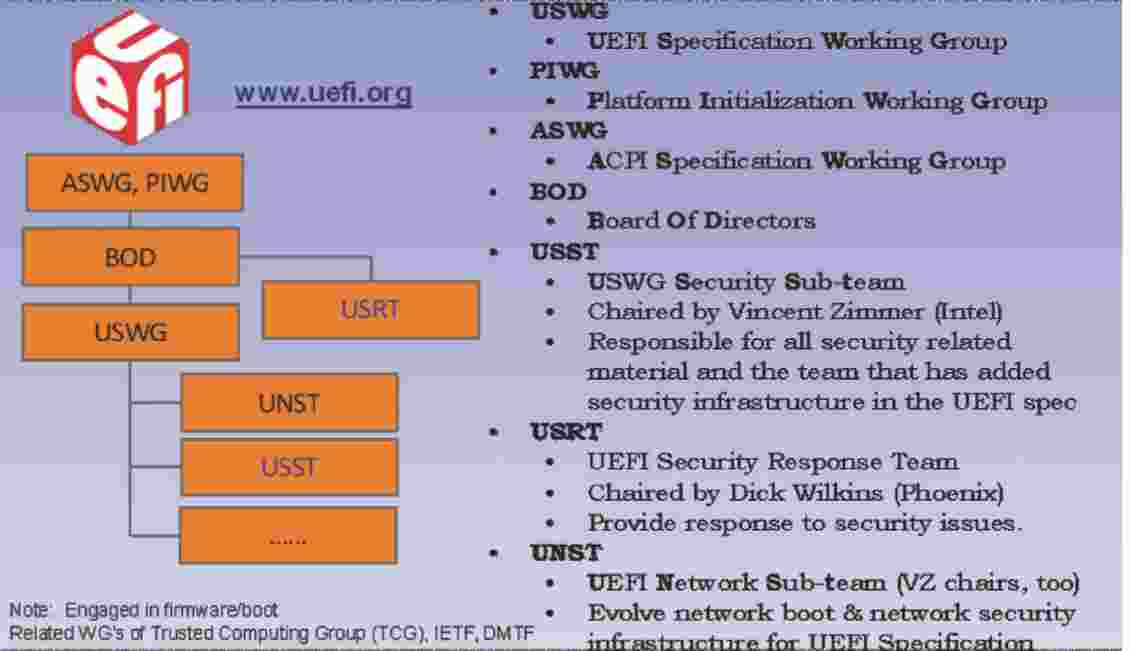 uefi
www.uefi.org
ASWG, PIWG
BOD
USRT
USWG
UNST
USST
......
Note: Engaged in firmware/boot
Related WG's of Trusted Computing Group (TCG), IETF, DMTF
• USWG
• UEFI Specification Working Group
• PIWG
• Platform Initialization Working Group
• ASWG
• ACPI Specification Working Group
• BOD
• Board Of Directors
• USST
• USWG Security Sub-team
• Chaired by Vincent Zimmer (Intel)
• Responsible for all security related
material and the team that has added
security infrastructure in the UEFI spec
• USRT
• UEFI Security Response Team
• Chaired by Dick Wilkins (Phoenix)
• Provide response to security issues.
• UNST
• UEFI Network Sub-team (VZ chairs, too)
• Evolve network boot & network security
infrastructure for UEFI Specification